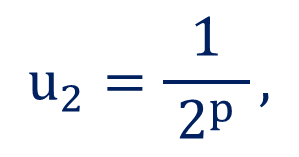 u₂ = 1/2ᵖ,